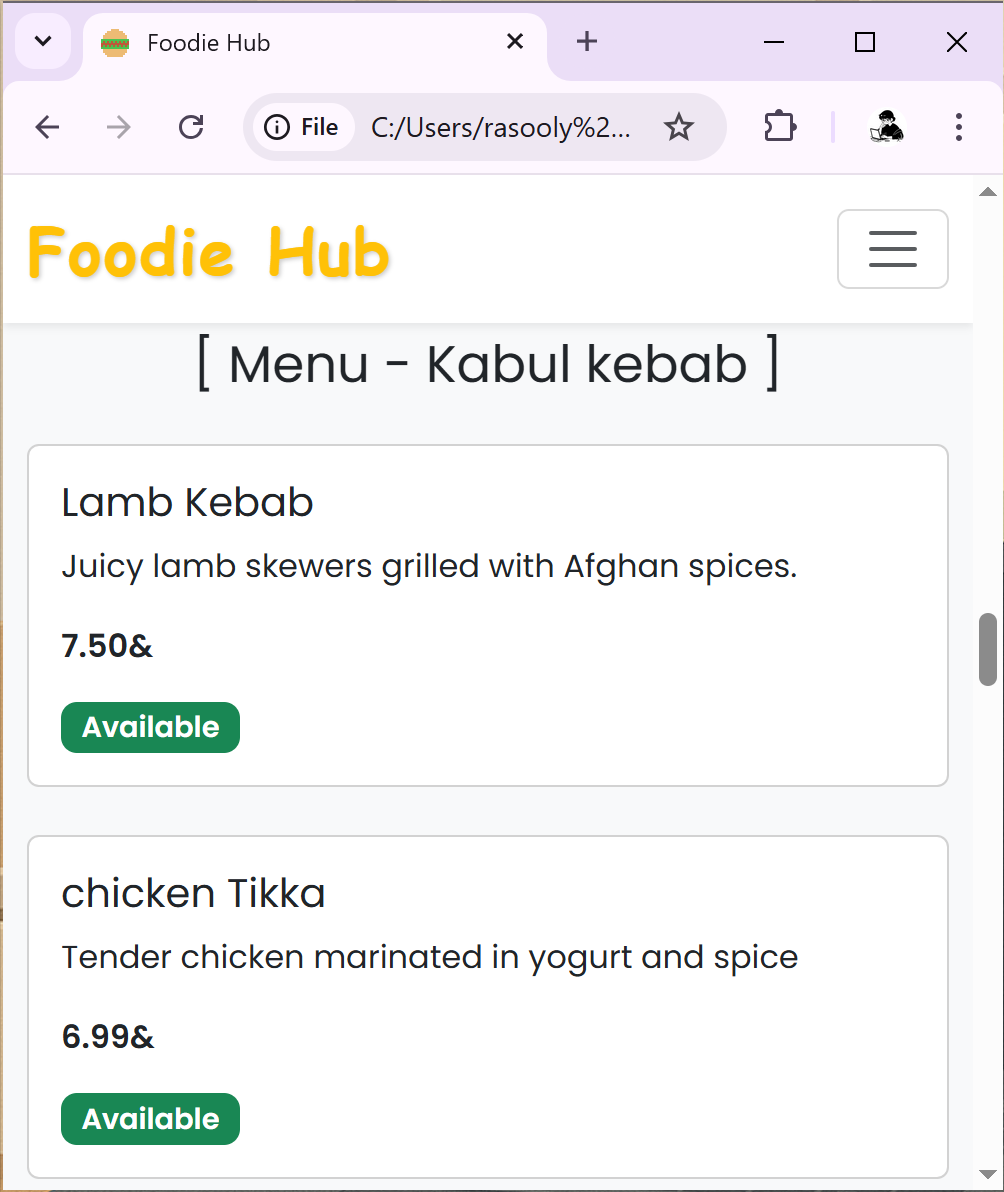 Foodie Hub
File C:/Users/rasooly%2...
Foodie Hub
[ Menu - Kabul kebab ]
Lamb Kebab
Juicy lamb skewers grilled with Afghan spices.
7.50&
Available
chicken Tikka
Tender chicken marinated in yogurt and spice
6.99&
Available